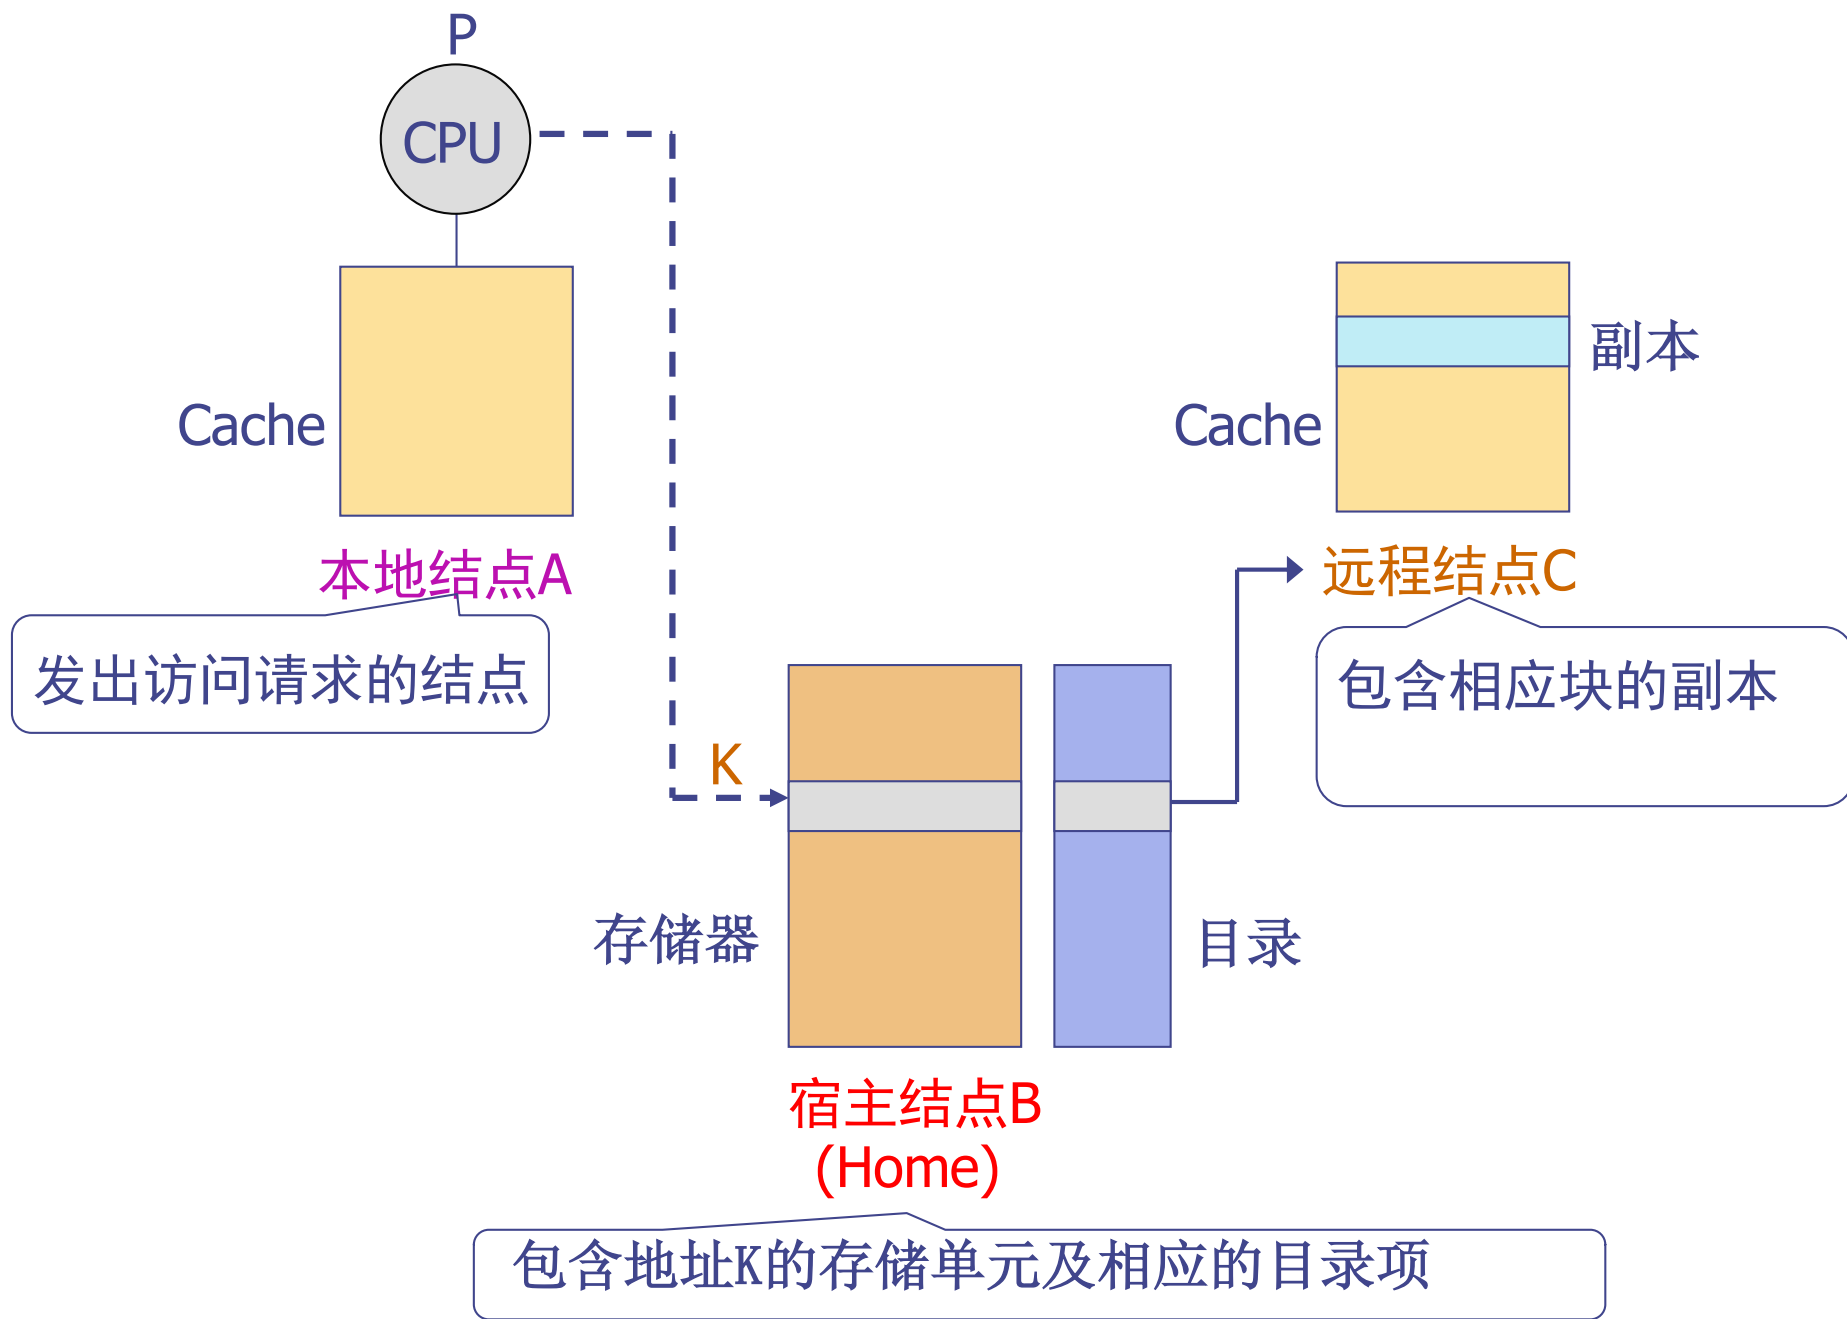 P
CPU
Cache
本地结点A
发出访问请求的结点
副本
Cache
远程结点C
包含相应块的副本
K
存储器
目录
宿主结点B
(Home)
包含地址K的存储单元及相应的目录项